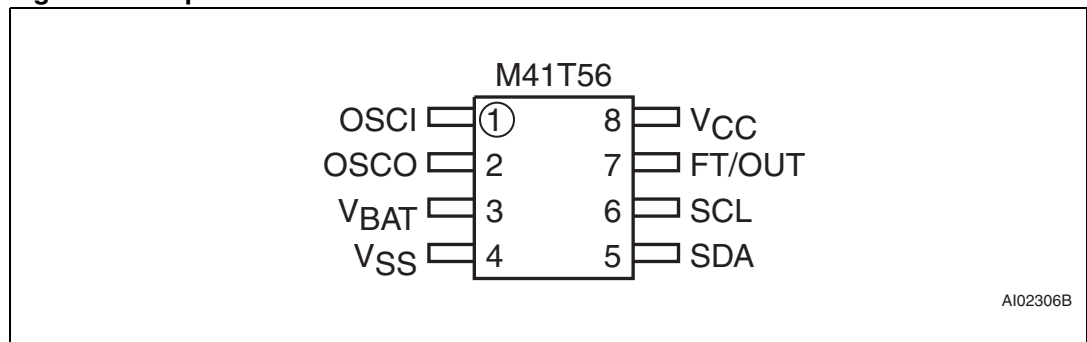 M41T56
OSCI 1 8 VCC
OSCO 2 7 FT/OUT
VBAT 3 6 SCL
VSS 4 5 SDA
AI02306B